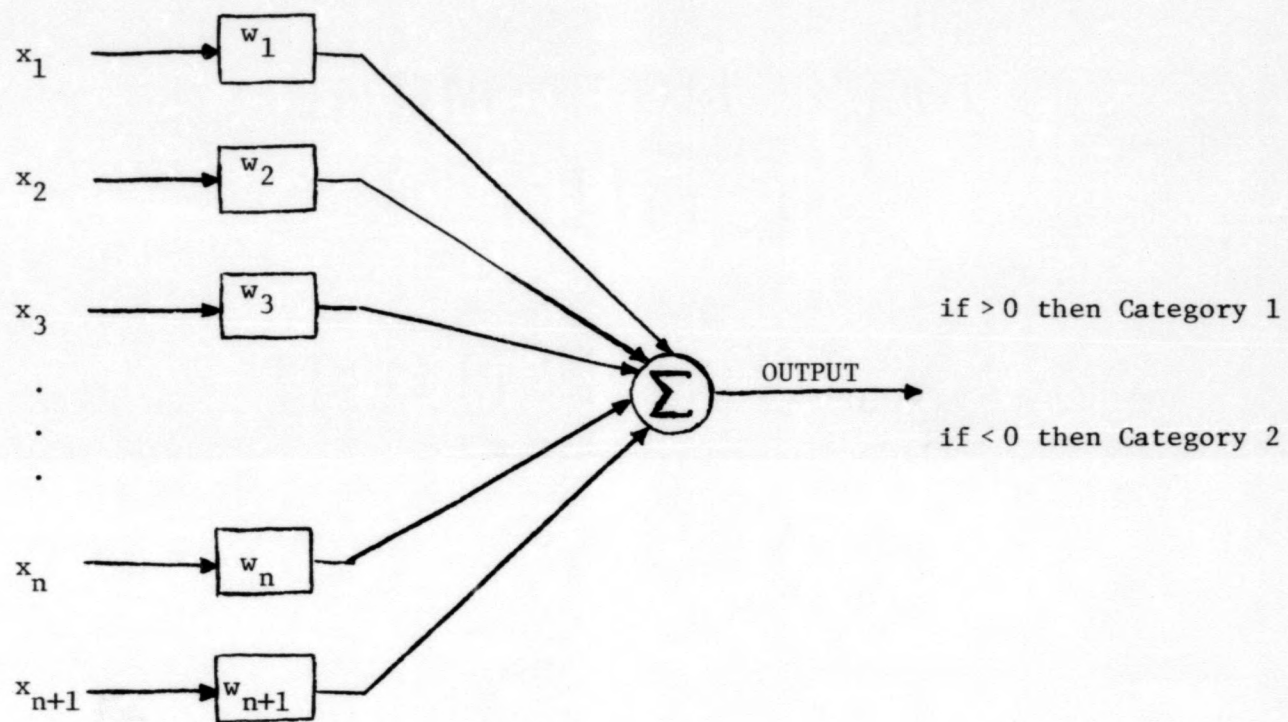 x₁ w₁
x₂ w₂
x₃ w₃
if > 0 then Category 1
.
.
.
Σ OUTPUT
if < 0 then Category 2
xₙ wₙ
xₙ₊₁ wₙ₊₁